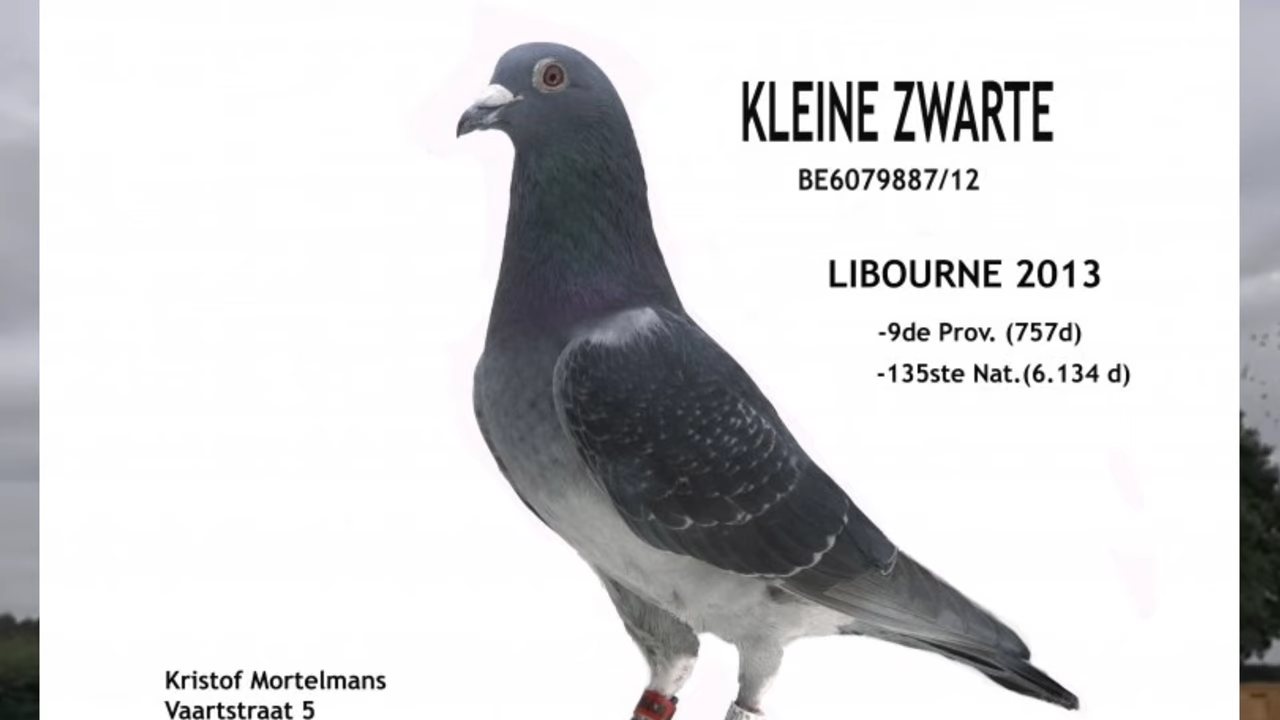 KLEINE ZWARTE
BE6079887/12
LIBOURNE 2013
-9de Prov. (757d)
-135ste Nat.(6.134 d)
Kristof Mortelmans
Vaartstraat 5